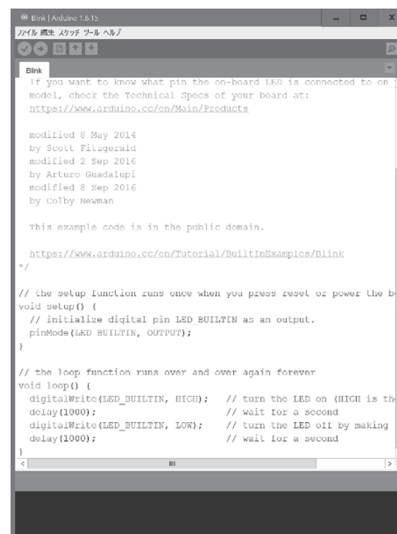 Blink | Arduino 1.8.15
ファイル 編集 スケッチ ツール ヘルプ
Blink
If you want to know what pin the on-board LED is connected to on
model, check the Technical Specs of your board at:
https://www.arduino.cc/en/Main/Products
modified 8 May 2014
by Scott Fitzgerald
modified 2 Sep 2016
by Arturo Guadalupi
modified 8 Sep 2016
by Colby Newman
This example code is in the public domain.
https://www.arduino.cc/en/Tutorial/BuiltInExamples/Blink
*/
// the setup function runs once when you press reset or power the b
void setup() {
// initialize digital pin LED_BUILTIN as an output.
pinMode(LED_BUILTIN, OUTPUT);
}
// the loop function runs over and over again forever
void loop() {
digitalWrite(LED_BUILTIN, HIGH); // turn the LED on (HIGH is the
delay(1000); // wait for a second
digitalWrite(LED_BUILTIN, LOW); // turn the LED off by making
delay(1000); // wait for a second
}